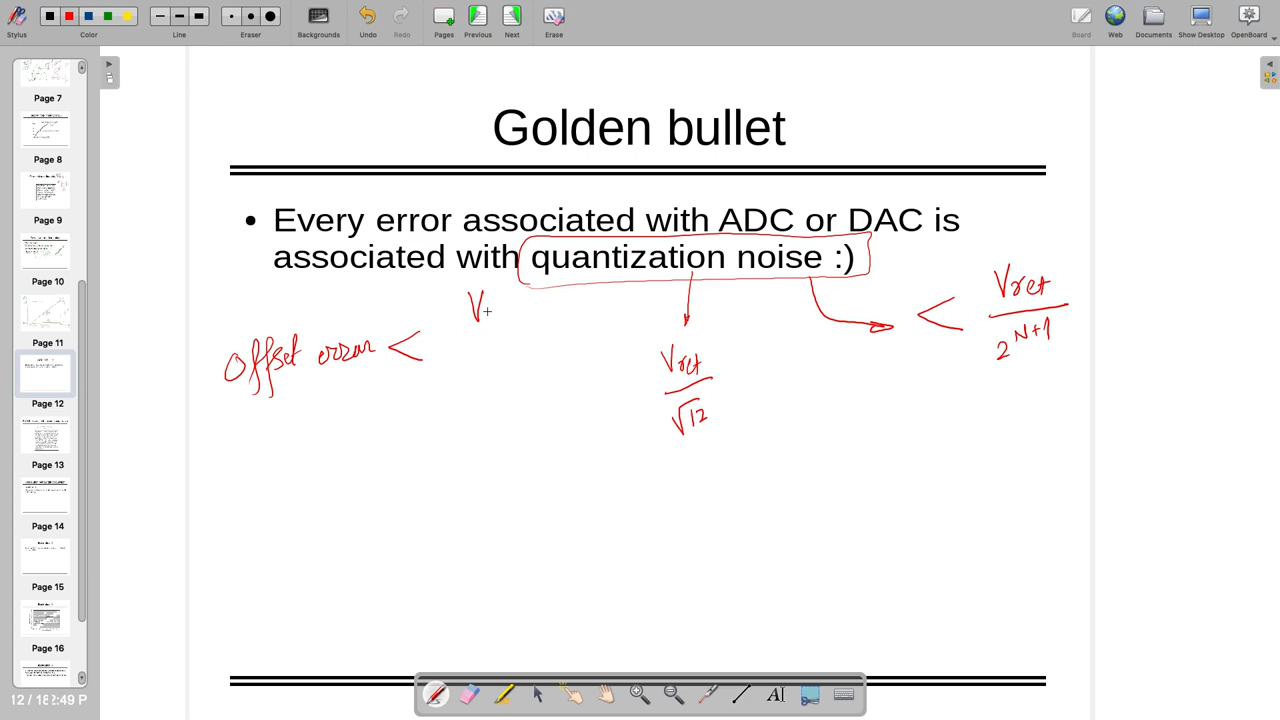 Stylus
Color
Line
Eraser
Backgrounds
Undo
Redo
Pages
Previous
Next
Erase
Board
Web
Documents
Show Desktop
OpenBoard
Page 7
Page 8
Page 9
Page 10
Page 11
Page 12
Page 13
Page 14
Page 15
Page 16
Golden bullet
• Every error associated with ADC or DAC is
associated with quantization noise :)
V
Offset error <
Vref
√12
< Vref
2^N+1